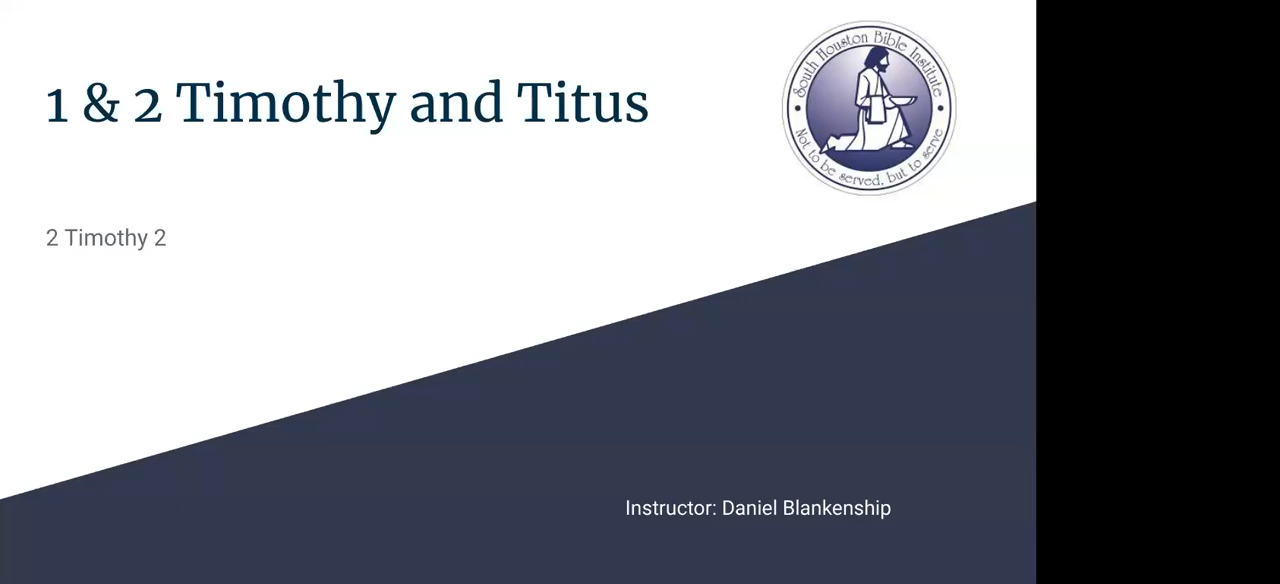 1 & 2 Timothy and Titus
South Houston Bible Institute
Not to be served, but to serve
2 Timothy 2
Instructor: Daniel Blankenship